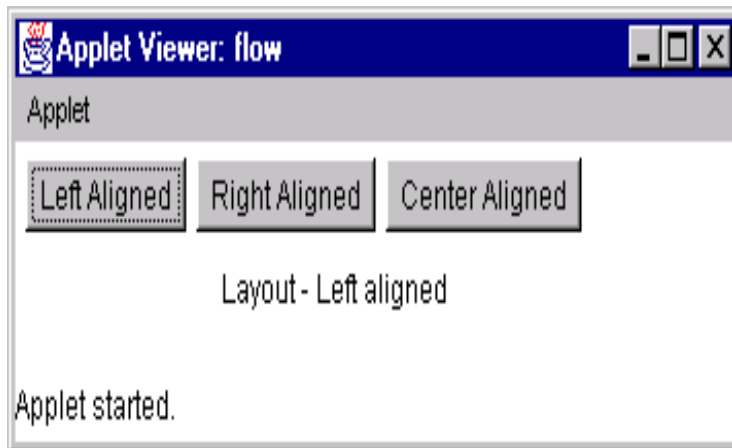 Applet Viewer: flow
Applet
Left Aligned Right Aligned Center Aligned
Layout - Left aligned
Applet started.